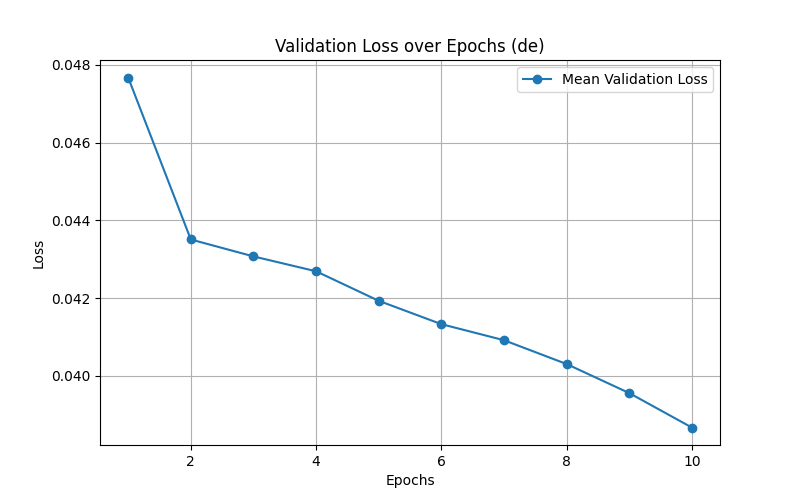 Validation Loss over Epochs (de)
Mean Validation Loss
0.048
0.046
0.044
0.042
0.040
Loss
2 4 6 8 10
Epochs